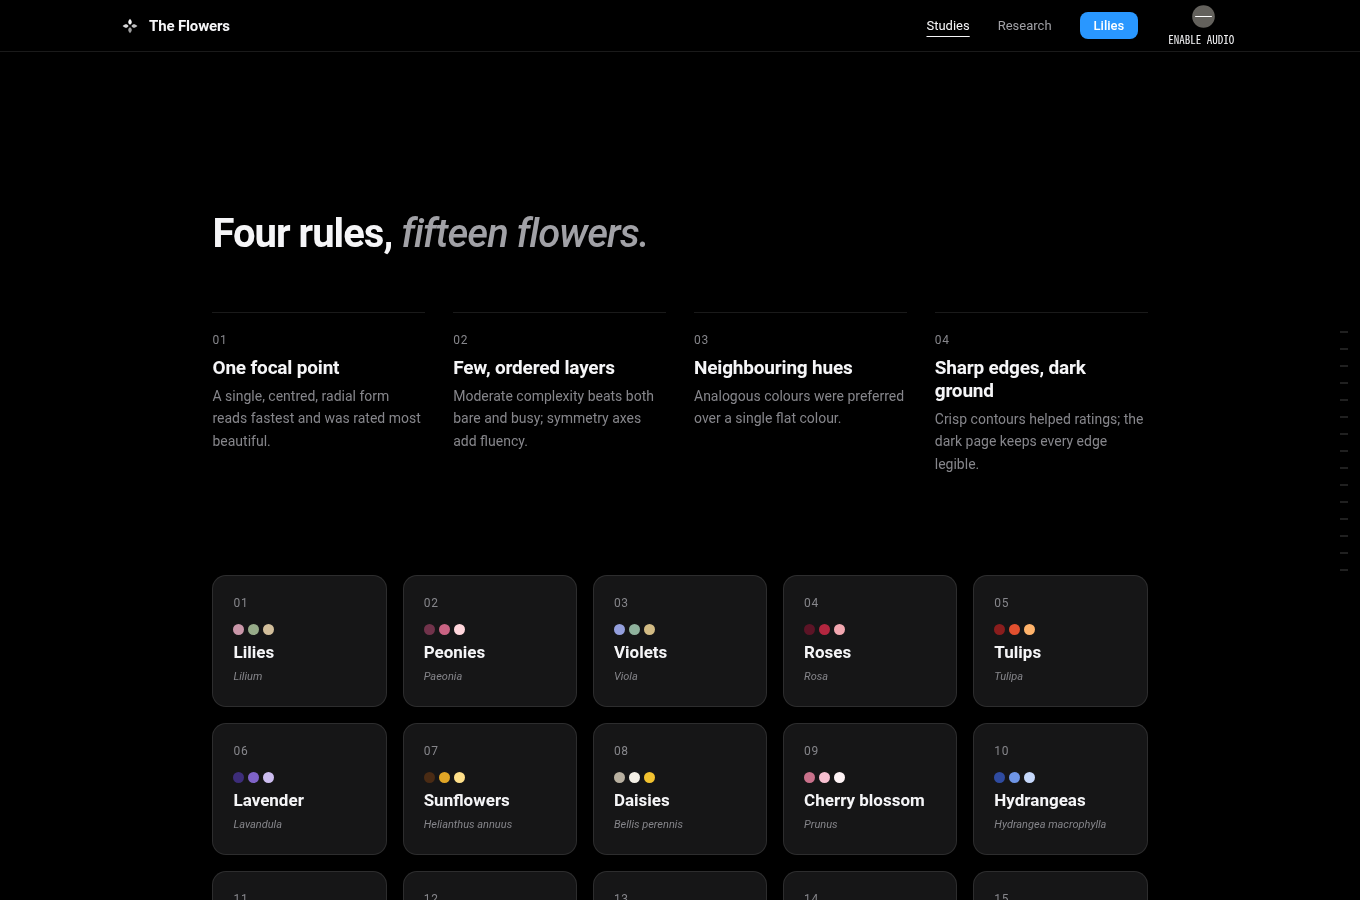 The Flowers
Studies
Research
Lilies
ENABLE AUDIO
Four rules, fifteen flowers.
01
One focal point
A single, centred, radial form
reads fastest and was rated most
beautiful.
02
Few, ordered layers
Moderate complexity beats both
bare and busy; symmetry axes
add fluency.
03
Neighbouring hues
Analogous colours were preferred
over a single flat colour.
04
Sharp edges, dark
ground
Crisp contours helped ratings; the
dark page keeps every edge
legible.
01
Lilies
Lilium
02
Peonies
Paeonia
03
Violets
Viola
04
Roses
Rosa
05
Tulips
Tulipa
06
Lavender
Lavandula
07
Sunflowers
Helianthus annuus
08
Daisies
Bellis perennis
09
Cherry blossom
Prunus
10
Hydrangeas
Hydrangea macrophylla
11
12
13
14
15